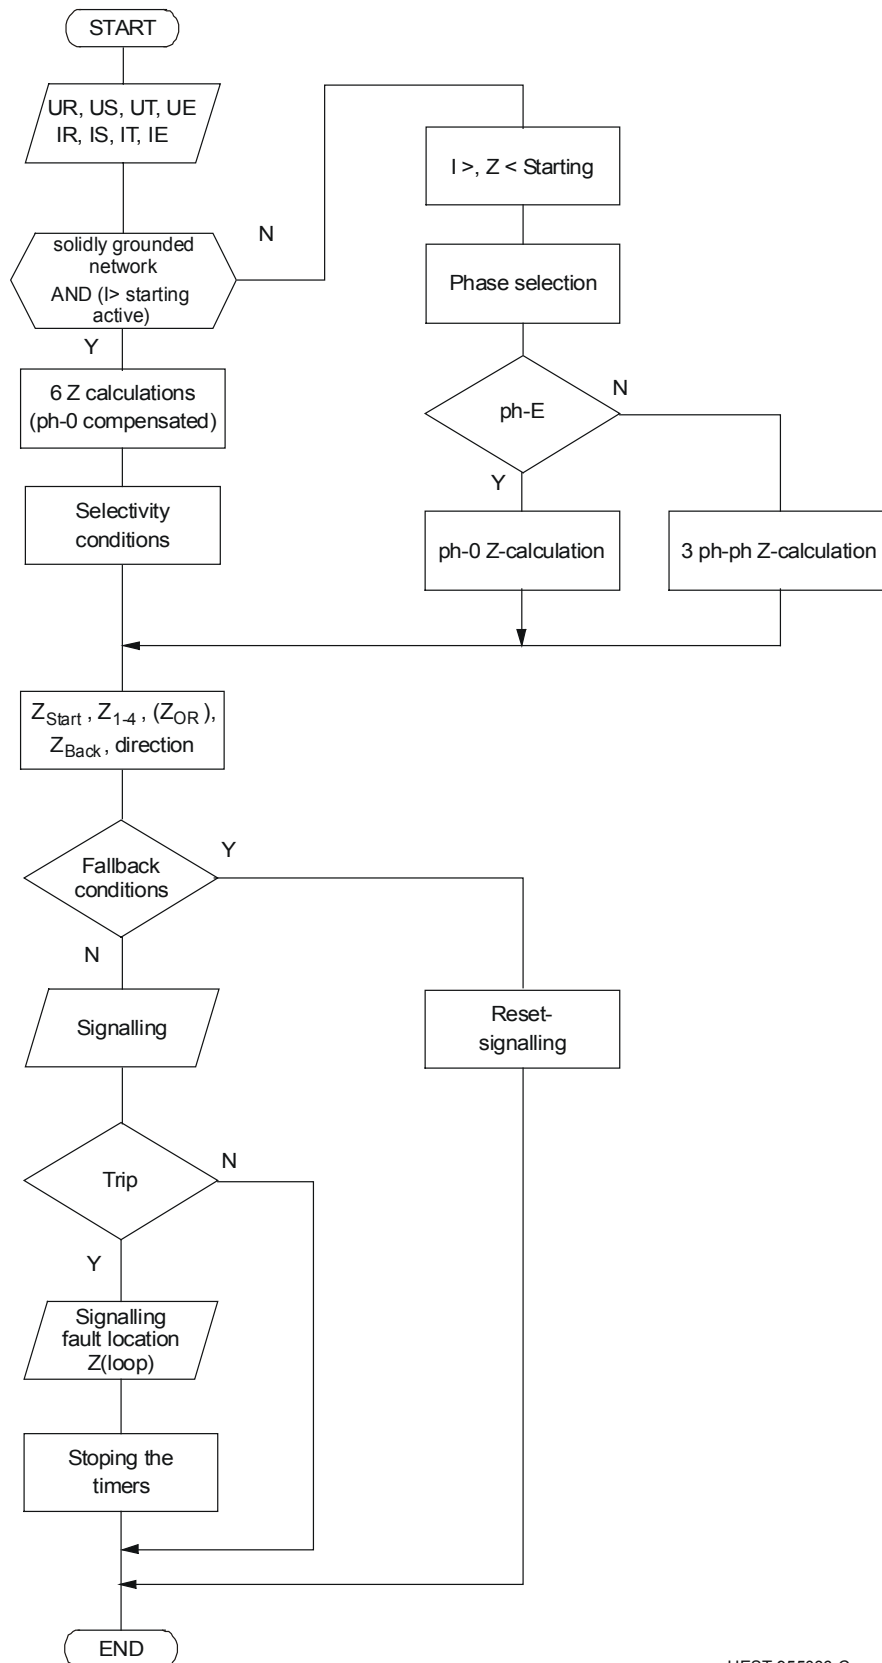 START
UR, US, UT, UE
IR, IS, IT, IE
solidly grounded
network
AND (I> starting
active)
N
Y
I >, Z < Starting
Phase selection
ph-E
N
Y
6 Z calculations
(ph-0 compensated)
Selectivity
conditions
ph-0 Z-calculation
3 ph-ph Z-calculation
ZStart , Z1-4 , (ZOR),
ZBack , direction
Fallback
conditions
Y
N
Signalling
Reset-
signalling
Trip
N
Y
Signalling
fault location
Z(loop)
Stoping the
timers
END